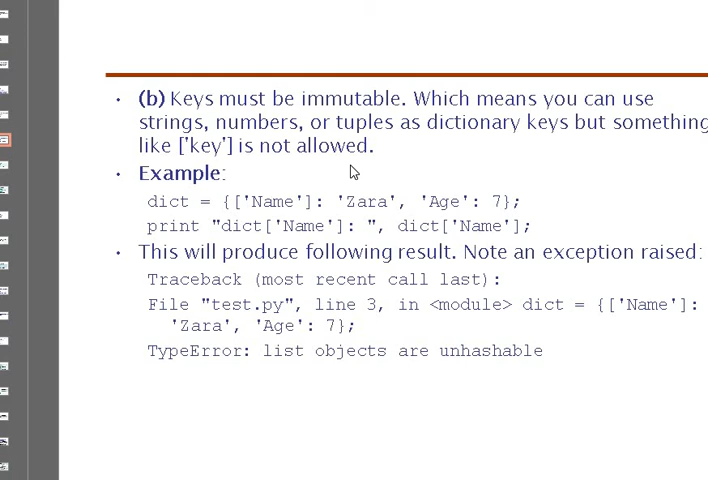 • (b) Keys must be immutable. Which means you can use
strings, numbers, or tuples as dictionary keys but something
like ['key'] is not allowed.
• Example:
dict = {['Name']: 'Zara', 'Age': 7};
print "dict['Name']: ", dict['Name'];
• This will produce following result. Note an exception raised:
Traceback (most recent call last):
File "test.py", line 3, in <module> dict = {['Name']:
'Zara', 'Age': 7};
TypeError: list objects are unhashable